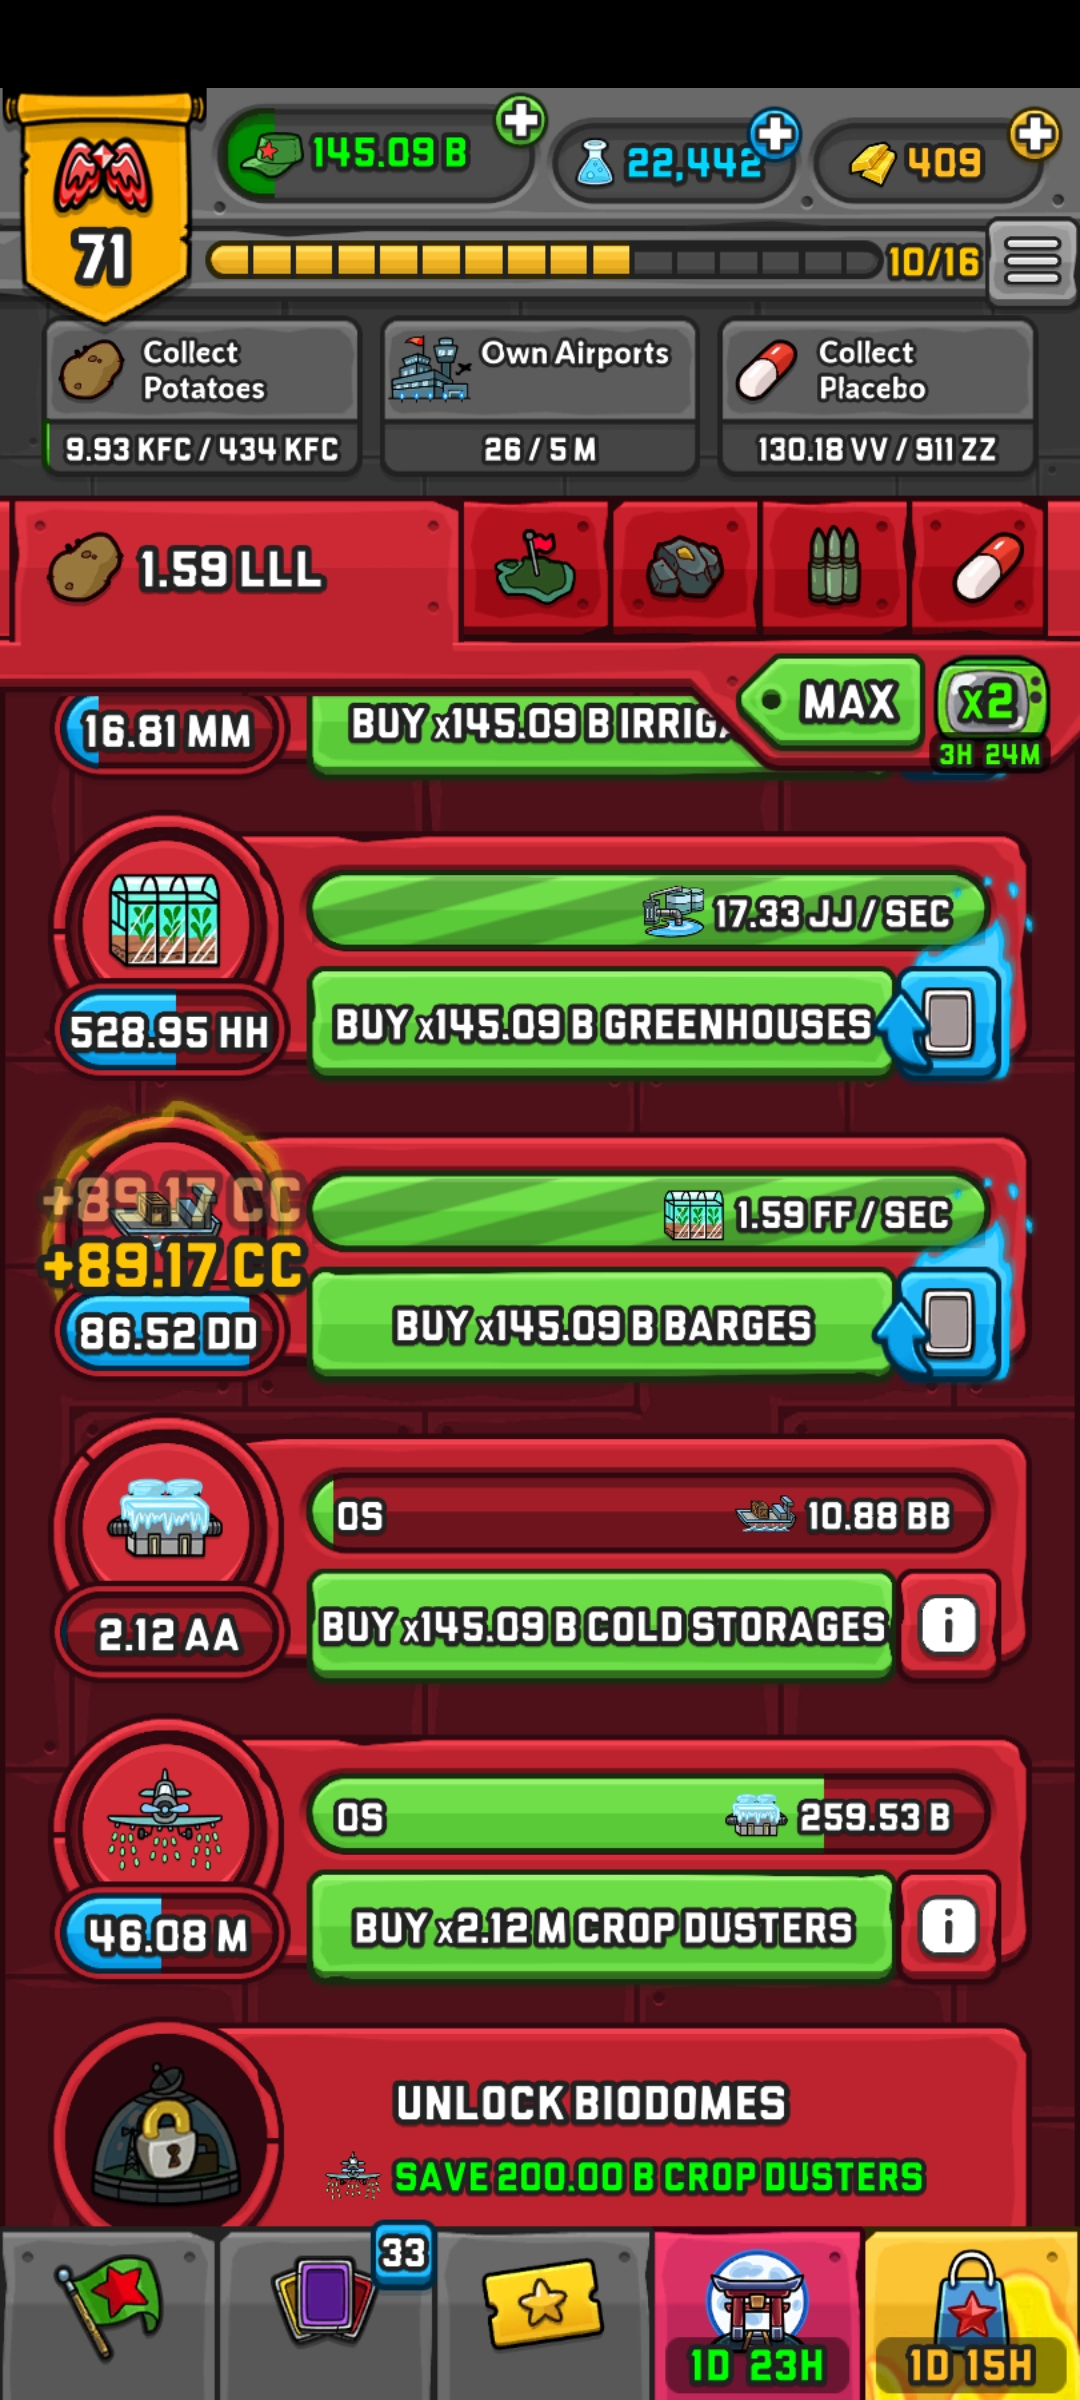 145.09 B
22,442
409
71
10/16
Collect
Potatoes
Own Airports
Collect
Placebo
9.93 KFC / 434 KFC
26 / 5 M
130.18 VV / 911 ZZ
1.59 LLL
MAX
x2
3H 24M
16.81 MM
BUY x145.09 B
17.33 JJ / SEC
528.95 HH
BUY x145.09 B GREENHOUSES
+89.17 CC
+89.17 CC
1.59 FF / SEC
86.52 DD
BUY x145.09 B BARGES
0S
10.88 BB
2.12 AA
BUY x145.09 B COLD STORAGES
i
0S
259.53 B
46.08 M
BUY x2.12 M CROP DUSTERS
i
UNLOCK BIODOMES
SAVE 200.00 B CROP DUSTERS
33
1D 23H
1D 15H